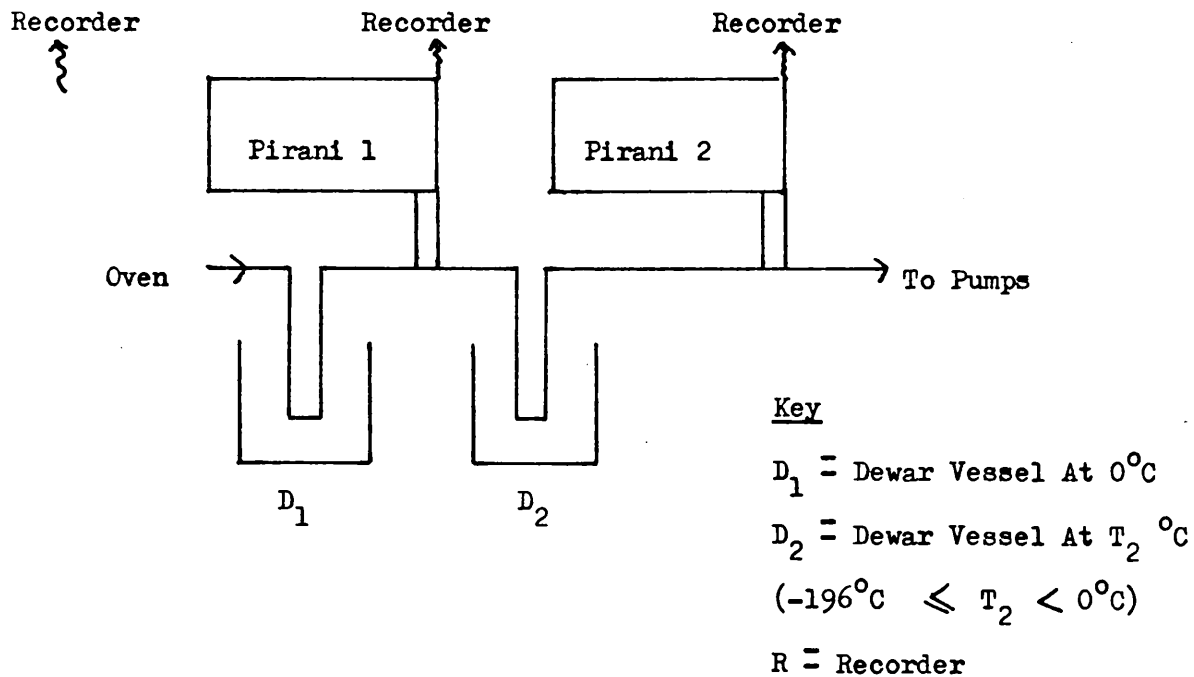 Recorder Recorder Recorder
Pirani 1 Pirani 2
Oven To Pumps
Key
D₁ = Dewar Vessel At 0°C
D₂ = Dewar Vessel At T₂ °C
(-196°C ⩽ T₂ < 0°C)
R = Recorder
D₁ D₂